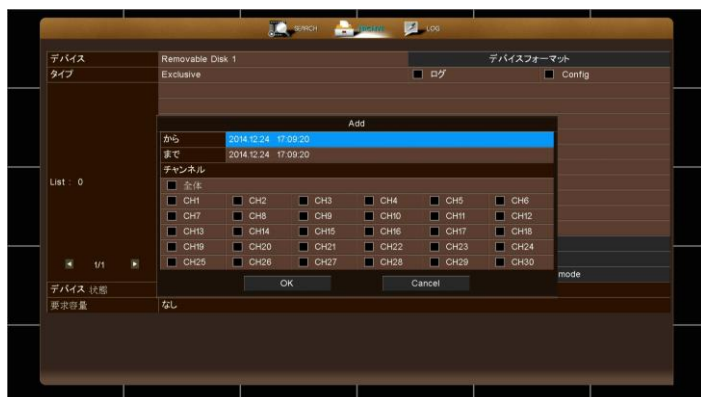 SEARCH ARCHIVE LOG
デバイス Removable Disk 1 デバイスフォーマット
タイプ Exclusive ログ Config
Add
から 2014.12.24 17:09:20
まで 2014.12.24 17:09:20
チャンネル
List : 0
全体
CH1 CH2 CH3 CH4 CH5 CH6
CH7 CH8 CH9 CH10 CH11 CH12
CH13 CH14 CH15 CH16 CH17 CH18
CH19 CH20 CH21 CH22 CH23 CH24
1/1 CH25 CH26 CH27 CH28 CH29 CH30
mode
OK Cancel
デバイス 状態
要求容量 なし